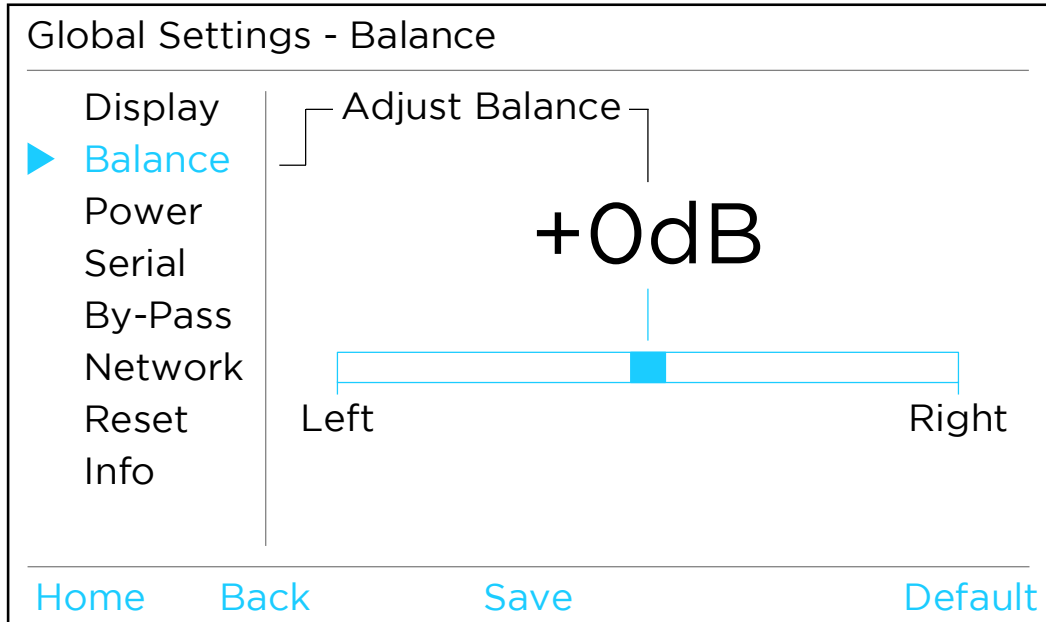 Global Settings - Balance
Display
Balance
Power
Serial
By-Pass
Network
Reset
Info
Adjust Balance
+0dB
Left Right
Home Back Save Default